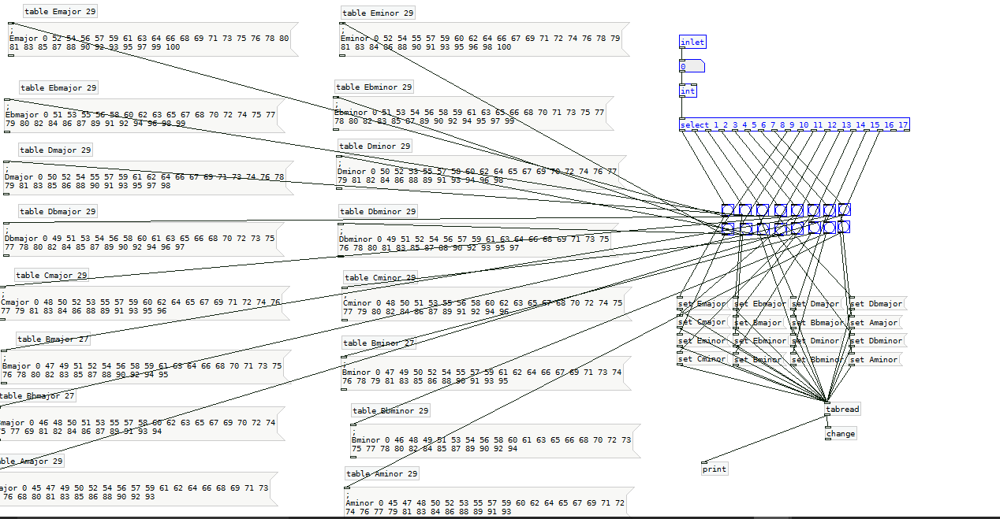 table Emajor 29
;
Emajor 0 52 54 56 57 59 61 63 64 66 68 69 71 73 75 76 78 80
81 83 85 87 88 90 92 93 95 97 99 100
table Ebmajor 29
;
Ebmajor 0 51 53 55 56 58 60 62 63 65 67 68 70 72 74 75 77
79 80 82 84 86 87 89 91 92 94 96 98 99
table Dmajor 29
;
Dmajor 0 50 52 54 55 57 59 61 62 64 66 67 69 71 73 74 76 78
79 81 83 85 86 88 90 91 93 95 97 98
table Dbmajor 29
;
Dbmajor 0 49 51 53 54 56 58 60 61 63 65 66 68 70 72 73 75
77 78 80 82 84 85 87 89 90 92 94 96 97
table Cmajor 29
;
Cmajor 0 48 50 52 53 55 57 59 60 62 64 65 67 69 71 72 74 76
77 79 81 83 84 86 88 89 91 93 95 96
table Bmajor 27
;
Bmajor 0 47 49 51 52 54 56 58 59 61 63 64 66 68 70 71 73 75
76 78 80 82 83 85 87 88 90 92 94 95
table Bbmajor 27
major 0 46 48 50 51 53 55 57 58 60 62 63 65 67 69 70 72 74
77 69 81 82 84 86 87 89 91 93 94
ble Amajor 29
ajor 0 45 47 49 50 52 54 56 57 59 61 62 64 66 68 69 71 73
76 68 80 81 83 85 86 88 90 92 93
table Eminor 29
;
Eminor 0 52 54 55 57 59 60 62 64 66 67 69 71 72 74 76 78 79
81 83 84 86 88 90 91 93 95 96 98 100
table Ebminor 29
;
Ebminor 0 51 53 54 56 58 59 61 63 65 66 68 70 71 73 75 77
78 80 82 83 85 87 89 90 92 94 95 97 99
table Dminor 29
;
Dminor 0 50 52 53 55 57 58 60 62 64 65 67 69 70 72 74 76 77
79 81 82 84 86 88 89 91 93 94 96 98
table Dbminor 29
;
Dbminor 0 49 51 52 54 56 57 59 61 63 64 66 68 69 71 73 75
76 78 80 81 83 85 87 88 90 92 93 95 97
table Cminor 29
;
Cminor 0 48 50 51 53 55 56 58 60 62 63 65 67 68 70 72 74 75
77 79 80 82 84 86 87 89 91 92 94 96
table Bminor 27
;
Bminor 0 47 49 50 52 54 55 57 59 61 62 64 66 67 69 71 73 74
76 78 79 81 83 85 86 88 90 91 93 95
table Bbminor 29
;
Bminor 0 46 48 49 51 53 54 56 58 60 61 63 65 66 68 70 72 73
75 77 78 80 82 84 85 87 89 90 92 94
table Aminor 29
;
Aminor 0 45 47 48 50 52 53 55 57 59 60 62 64 65 67 69 71 72
74 76 77 79 81 83 84 86 88 89 91 93
inlet
0
int
select 1 2 3 4 5 6 7 8 9 10 11 12 13 14 15 16 17
set Emajor set Ebmajor set Dmajor set Dbmajor
set Cmajor set Bmajor set Bbmajor set Amajor
set Eminor set Ebminor set Dminor set Dbminor
set Cminor set Bminor set Bbminor set Aminor
tabread
change
print